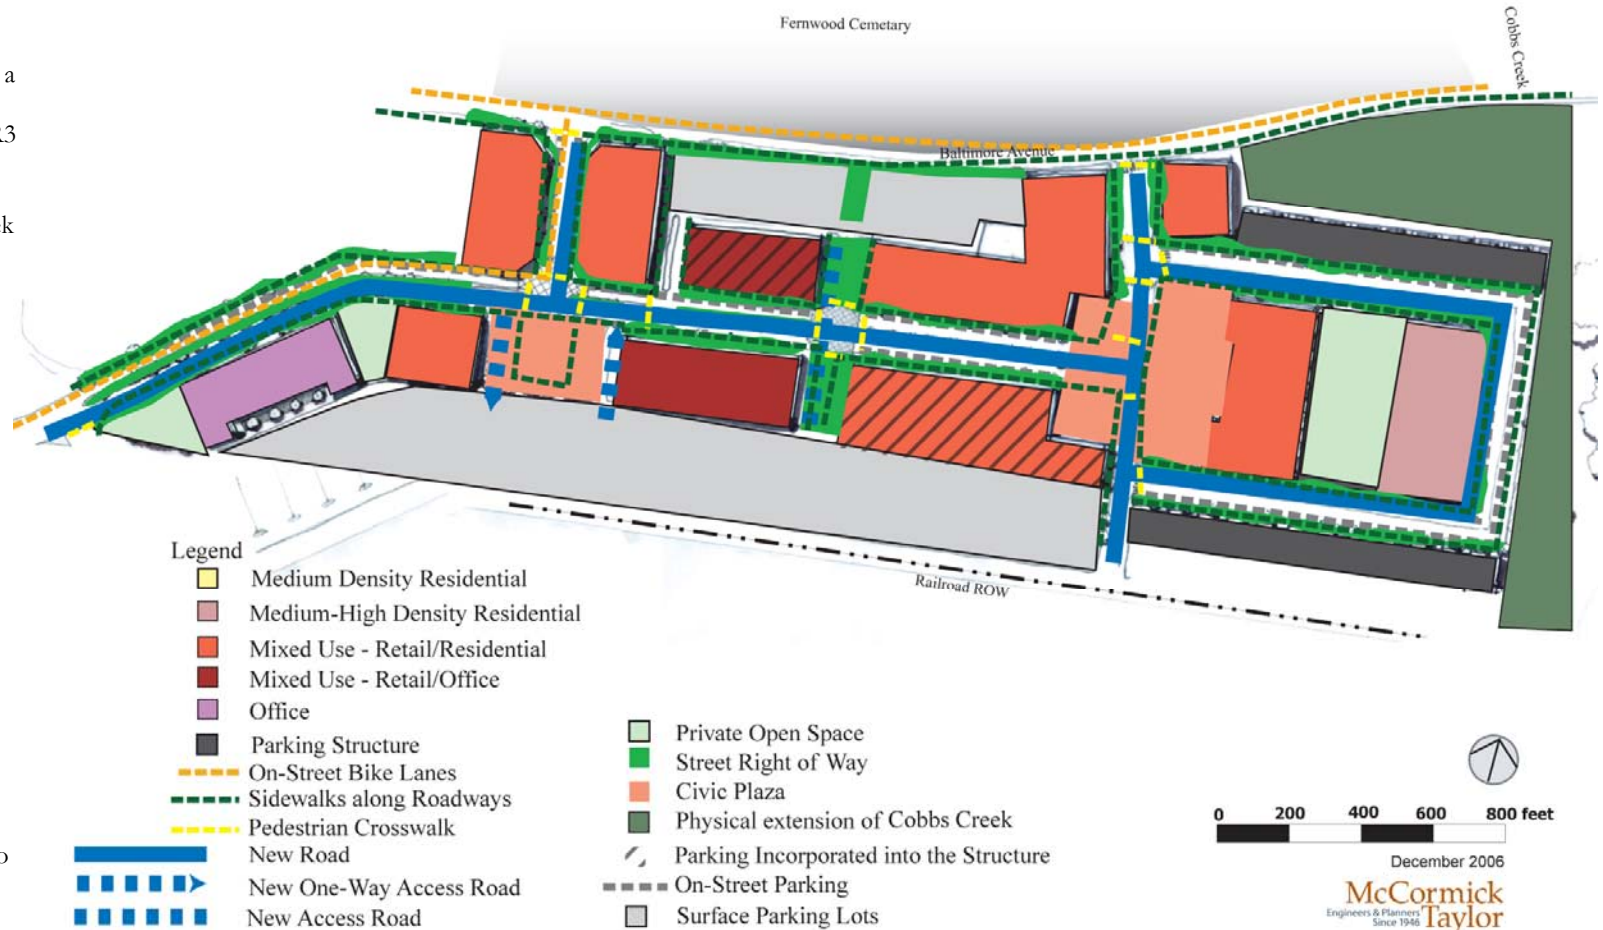 Fernwood Cemetary
Cobbs Creek
a
R3
ek
Baltimore Avenue
Railroad ROW
Legend
Medium Density Residential
Medium-High Density Residential
Mixed Use - Retail/Residential
Mixed Use - Retail/Office
Office
Parking Structure
On-Street Bike Lanes
Sidewalks along Roadways
Pedestrian Crosswalk
New Road
New One-Way Access Road
New Access Road
Private Open Space
Street Right of Way
Civic Plaza
Physical extension of Cobbs Creek
Parking Incorporated into the Structure
On-Street Parking
Surface Parking Lots
o
0 200 400 600 800 feet
December 2006
McCormick
Engineers & Planners
Since 1946
Taylor